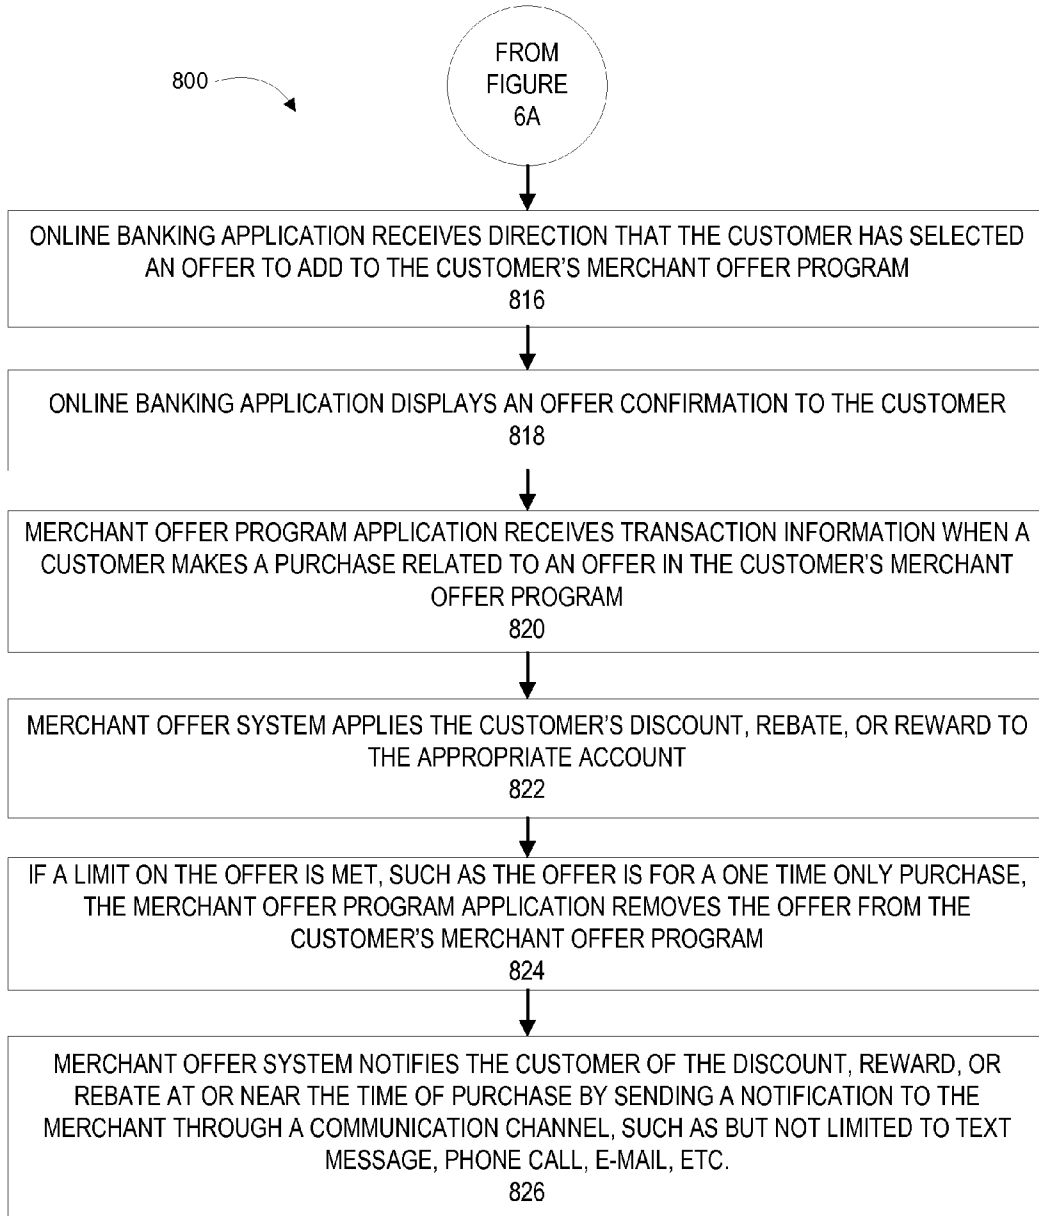 FROM
FIGURE
6A
800
ONLINE BANKING APPLICATION RECEIVES DIRECTION THAT THE CUSTOMER HAS SELECTED
AN OFFER TO ADD TO THE CUSTOMER'S MERCHANT OFFER PROGRAM
816
ONLINE BANKING APPLICATION DISPLAYS AN OFFER CONFIRMATION TO THE CUSTOMER
818
MERCHANT OFFER PROGRAM APPLICATION RECEIVES TRANSACTION INFORMATION WHEN A
CUSTOMER MAKES A PURCHASE RELATED TO AN OFFER IN THE CUSTOMER'S MERCHANT
OFFER PROGRAM
820
MERCHANT OFFER SYSTEM APPLIES THE CUSTOMER'S DISCOUNT, REBATE, OR REWARD TO
THE APPROPRIATE ACCOUNT
822
IF A LIMIT ON THE OFFER IS MET, SUCH AS THE OFFER IS FOR A ONE TIME ONLY PURCHASE,
THE MERCHANT OFFER PROGRAM APPLICATION REMOVES THE OFFER FROM THE
CUSTOMER'S MERCHANT OFFER PROGRAM
824
MERCHANT OFFER SYSTEM NOTIFIES THE CUSTOMER OF THE DISCOUNT, REWARD, OR
REBATE AT OR NEAR THE TIME OF PURCHASE BY SENDING A NOTIFICATION TO THE
MERCHANT THROUGH A COMMUNICATION CHANNEL, SUCH AS BUT NOT LIMITED TO TEXT
MESSAGE, PHONE CALL, E-MAIL, ETC.
826